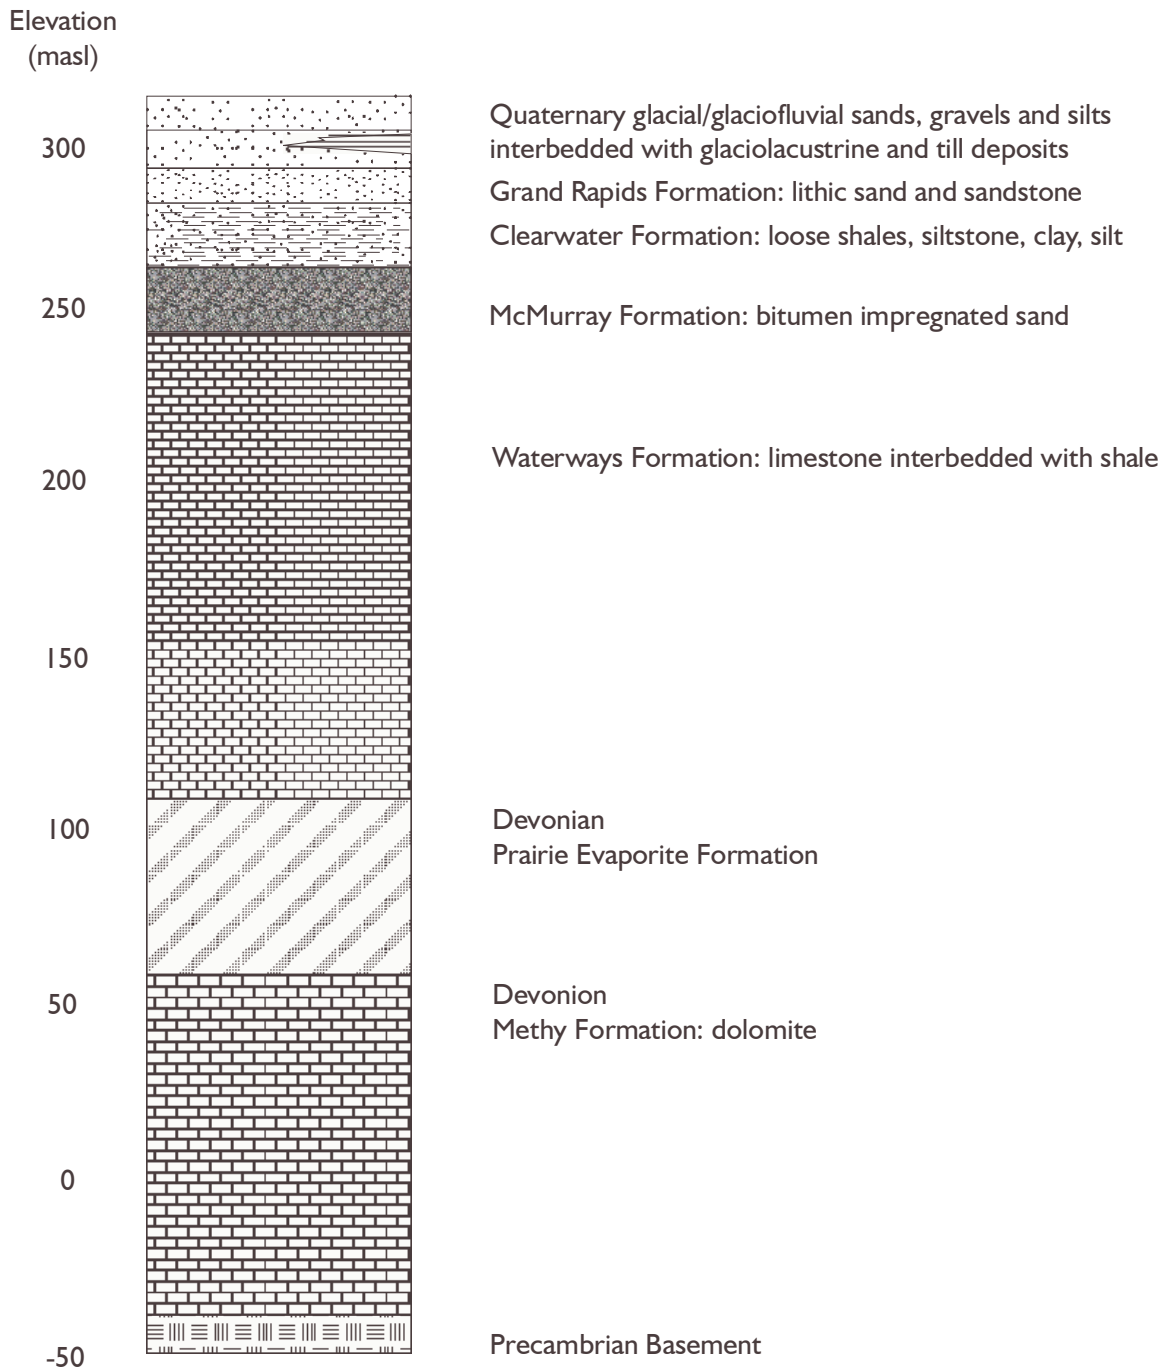 Elevation
(masl)
Quaternary glacial/glaciofluvial sands, gravels and silts
300
interbedded with glaciolacustrine and till deposits
Grand Rapids Formation: lithic sand and sandstone
Clearwater Formation: loose shales, siltstone, clay, silt
250
McMurray Formation: bitumen impregnated sand
Waterways Formation: limestone interbedded with shale
200
150
Devonian
100
Prairie Evaporite Formation
Devonion
50
Methy Formation: dolomite
0
Precambrian Basement
-50